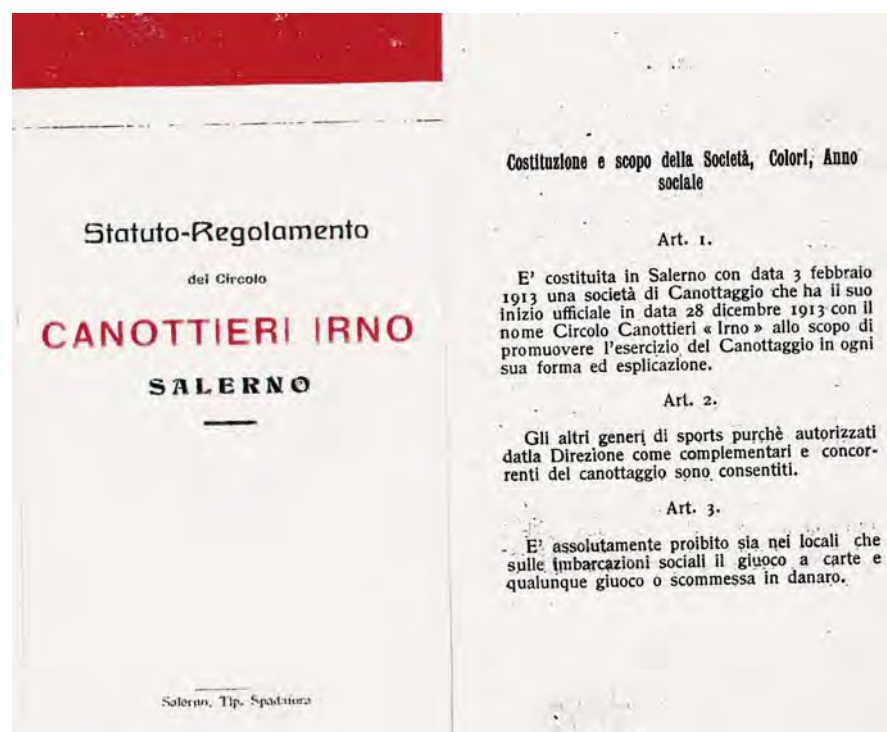 Statuto-Regolamento
del Circolo
CANOTTIERI IRNO
SALERNO
Salerno, Tip. Spadafora
Costituzione e scopo della Società, Colori, Anno
sociale
Art. 1.
E' costituita in Salerno con data 3 febbraio
1913 una società di Canottaggio che ha il suo
inizio ufficiale in data 28 dicembre 1913 con il
nome Circolo Canottieri « Irno » allo scopo di
promuovere l'esercizio del Canottaggio in ogni
sua forma ed esplicazione.
Art. 2.
Gli altri generi di sports purchè autorizzati
datla Direzione come complementari e concor-
renti del canottaggio sono consentiti.
Art. 3.
E' assolutamente proibito sia nei locali che
sulle imbarcazioni sociali il giuoco a carte e
qualunque giuoco o scommessa in danaro.